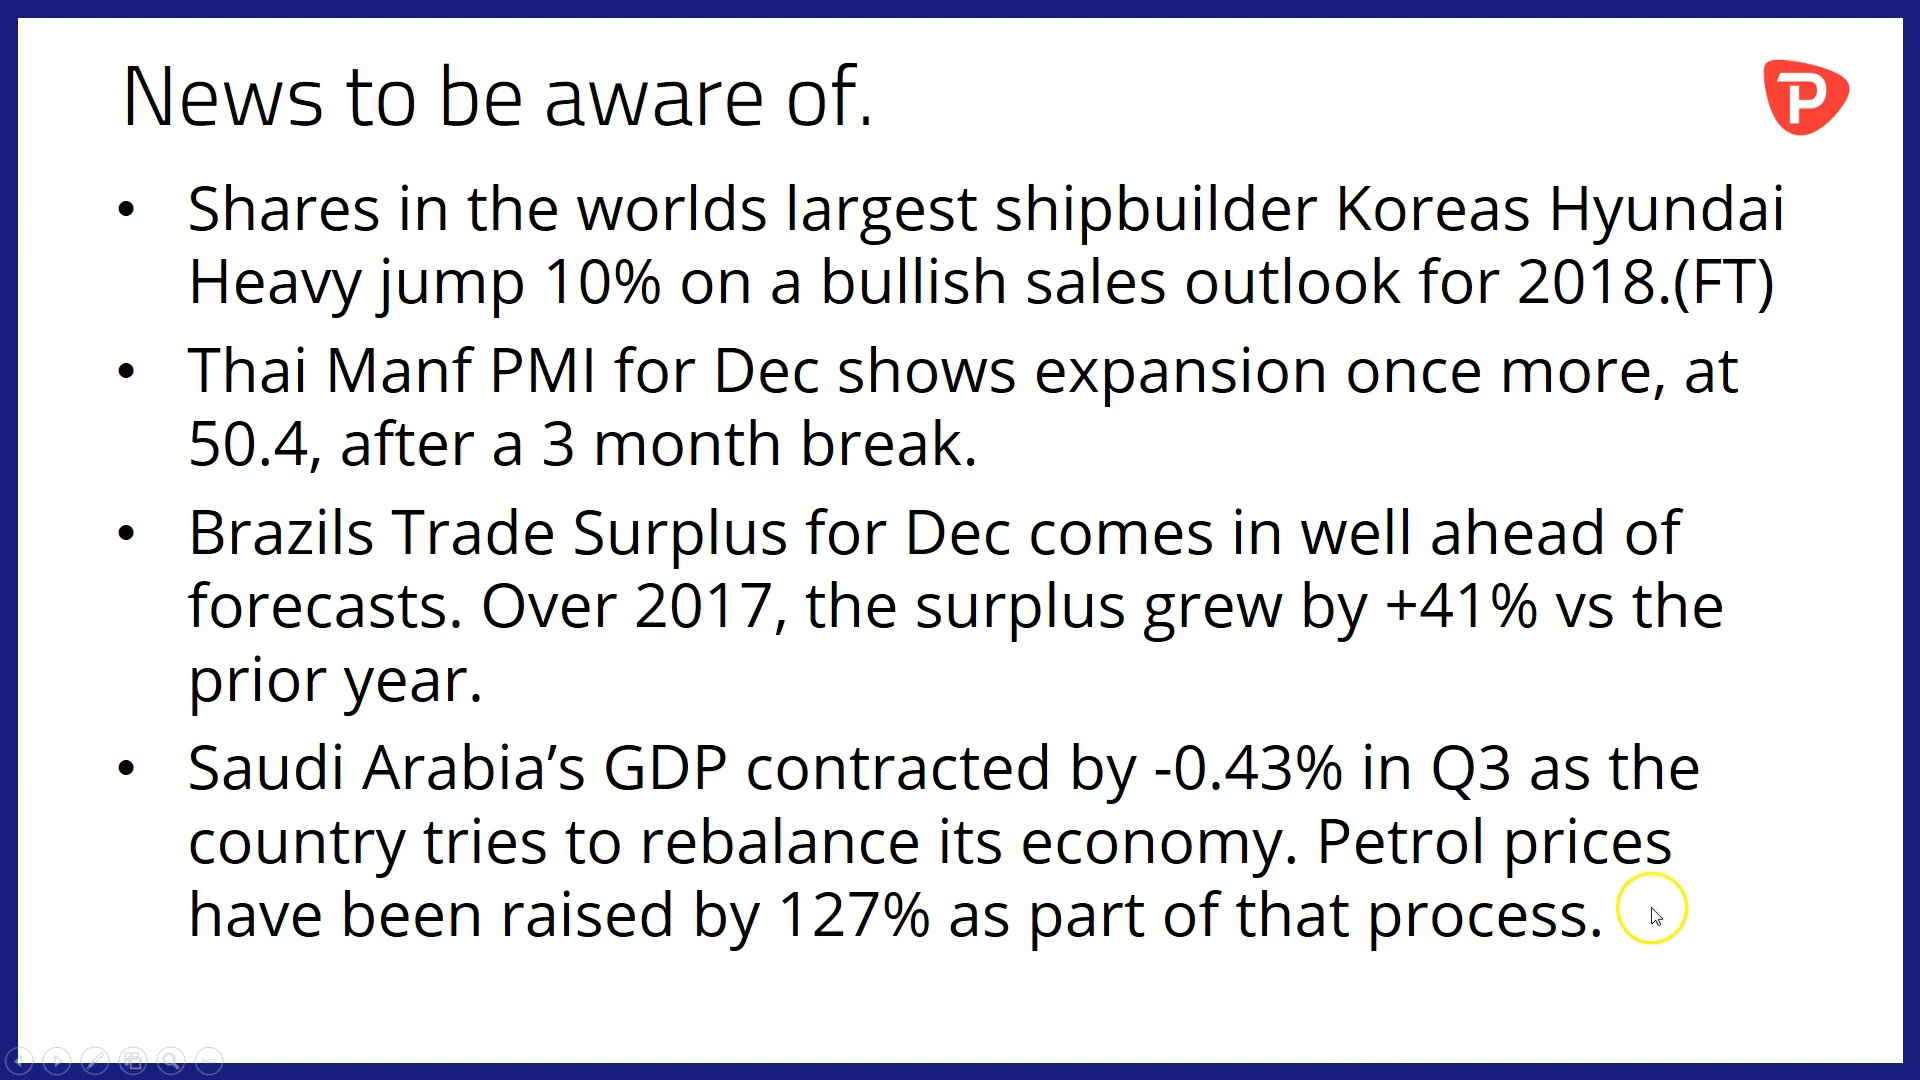 News to be aware of.
P
• Shares in the worlds largest shipbuilder Koreas Hyundai
Heavy jump 10% on a bullish sales outlook for 2018.(FT)
• Thai Manf PMI for Dec shows expansion once more, at
50.4, after a 3 month break.
• Brazils Trade Surplus for Dec comes in well ahead of
forecasts. Over 2017, the surplus grew by +41% vs the
prior year.
• Saudi Arabia’s GDP contracted by -0.43% in Q3 as the
country tries to rebalance its economy. Petrol prices
have been raised by 127% as part of that process.